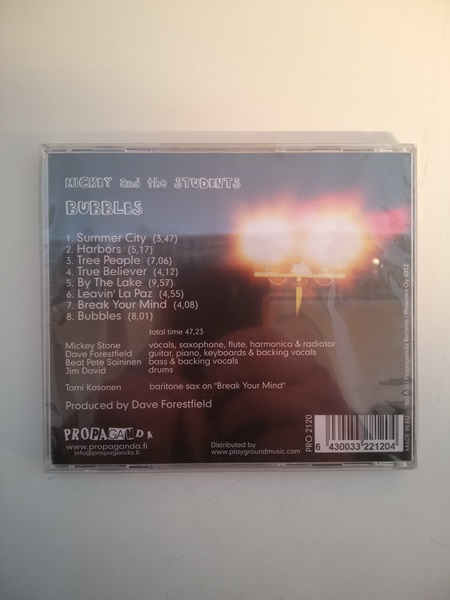 MICKEY and the STUDENTS
BUBBLES
1. Summer City (3,47)
2. Harbors (5,17)
3. Tree People (7,06)
4. True Believer (4,12)
5. By The Lake (9,57)
6. Leavin' La Paz (4,55)
7. Break Your Mind (4,08)
8. Bubbles (8,01)
total time 47,23
Mickey Stone vocals, saxophone, flute, harmonica & radiator
Dave Forestfield guitar, piano, keyboards & backing vocals
Beat Pete Soininen bass & backing vocals
Jim David drums
Tomi Kosonen baritone sax on "Break Your Mind"
Produced by Dave Forestfield
PROPAGANDA
www.propaganda.fi
info@propaganda.fi
Distributed by
www.playgroundmusic.com
PRO 2120
6 430033 221204
MADE IN EU
Propaganda Records